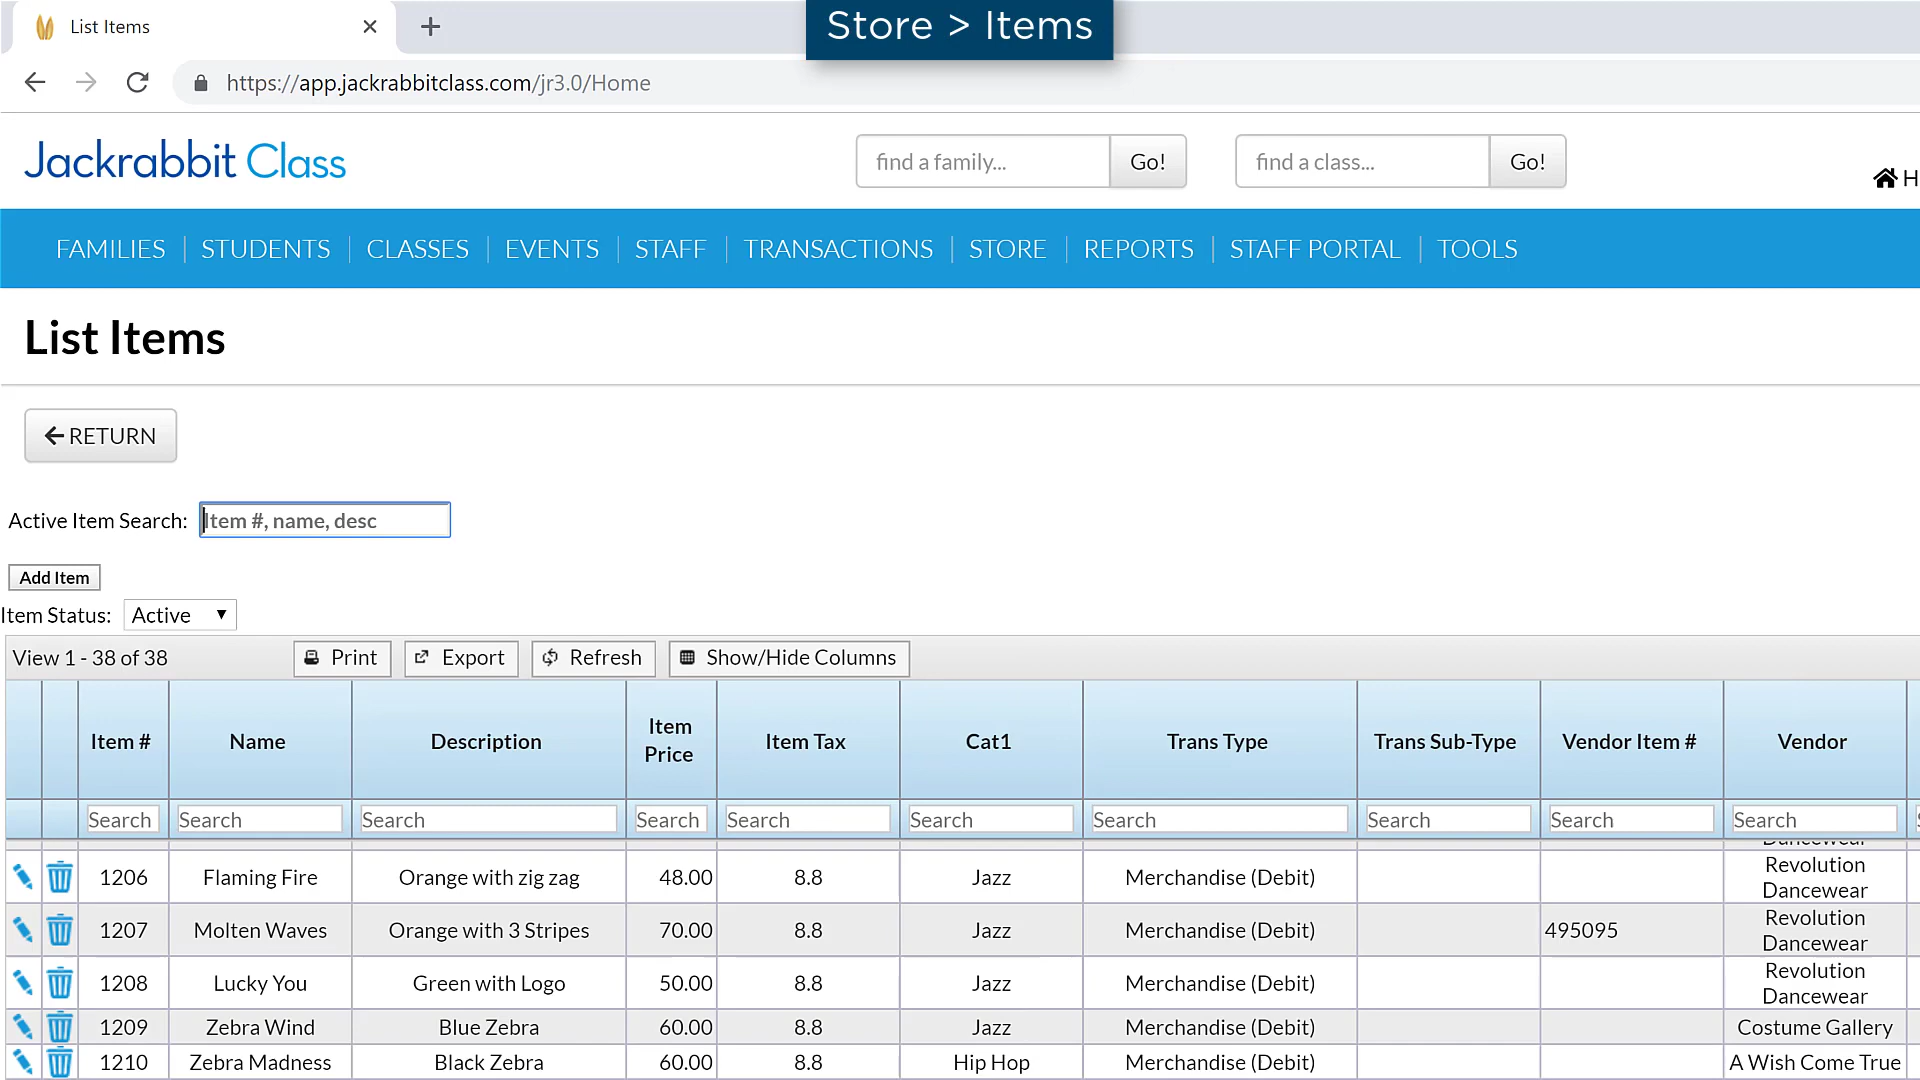 List Items
Store > Items
https://app.jackrabbitclass.com/jr3.0/Home
Jackrabbit Class
find a family... Go! find a class... Go!
H
FAMILIES STUDENTS CLASSES EVENTS STAFF TRANSACTIONS STORE REPORTS STAFF PORTAL TOOLS
List Items
RETURN
Active Item Search: Item #, name, desc
Add Item
Item Status: Active
View 1 - 38 of 38 Print Export Refresh Show/Hide Columns
Item # Name Description Item Price Item Tax Cat1 Trans Type Trans Sub-Type Vendor Item # Vendor
Search Search Search Search Search Search Search Search Search Search
Dancewear
1206 Flaming Fire Orange with zig zag 48.00 8.8 Jazz Merchandise (Debit) Revolution Dancewear
1207 Molten Waves Orange with 3 Stripes 70.00 8.8 Jazz Merchandise (Debit) 495095 Revolution Dancewear
1208 Lucky You Green with Logo 50.00 8.8 Jazz Merchandise (Debit) Revolution Dancewear
1209 Zebra Wind Blue Zebra 60.00 8.8 Jazz Merchandise (Debit) Costume Gallery
1210 Zebra Madness Black Zebra 60.00 8.8 Hip Hop Merchandise (Debit) A Wish Come True